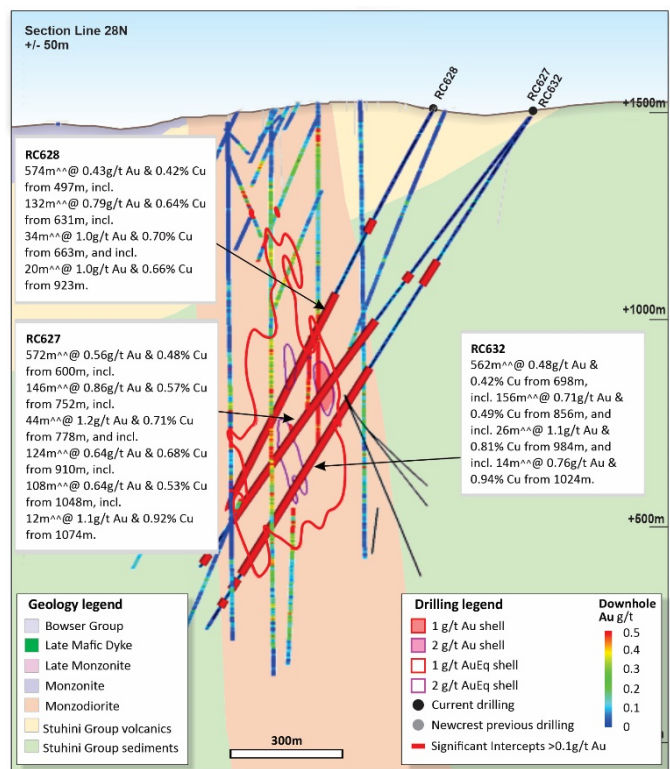 Section Line 28N
+/- 50m
RC628
RC627
RC632
+1500m
RC628
574m^^@ 0.43g/t Au & 0.42% Cu
from 497m, incl.
132m^^@ 0.79g/t Au & 0.64% Cu
from 631m, incl.
34m^^@ 1.0g/t Au & 0.70% Cu
from 663m, and incl.
20m^^@ 1.0g/t Au & 0.66% Cu
from 923m.
+1000m
RC627
572m^^@ 0.56g/t Au & 0.48% Cu
from 600m, incl.
146m^^@ 0.86g/t Au & 0.57% Cu
from 752m, incl.
44m^^@ 1.2g/t Au & 0.71% Cu
from 778m, and incl.
124m^^@ 0.64g/t Au & 0.68% Cu
from 910m, incl.
108m^^@ 0.64g/t Au & 0.53% Cu
from 1048m, incl.
12m^^@ 1.1g/t Au & 0.92% Cu
from 1074m.
RC632
562m^^@ 0.48g/t Au &
0.42% Cu from 698m,
incl. 156m^^@ 0.71g/t Au &
0.49% Cu from 856m, and
incl. 26m^^@ 1.1g/t Au &
0.81% Cu from 984m, and
incl. 14m^^@ 0.76g/t Au &
0.94% Cu from 1024m.
+500m
Geology legend
Bowser Group
Late Mafic Dyke
Late Monzonite
Monzonite
Monzodiorite
Stuhini Group volcanics
Stuhini Group sediments
300m
Drilling legend
1 g/t Au shell
2 g/t Au shell
1 g/t AuEq shell
2 g/t AuEq shell
Current drilling
Newcrest previous drilling
Significant Intercepts >0.1g/t Au
Downhole
Au g/t
0.5
0.4
0.3
0.2
0.1
0